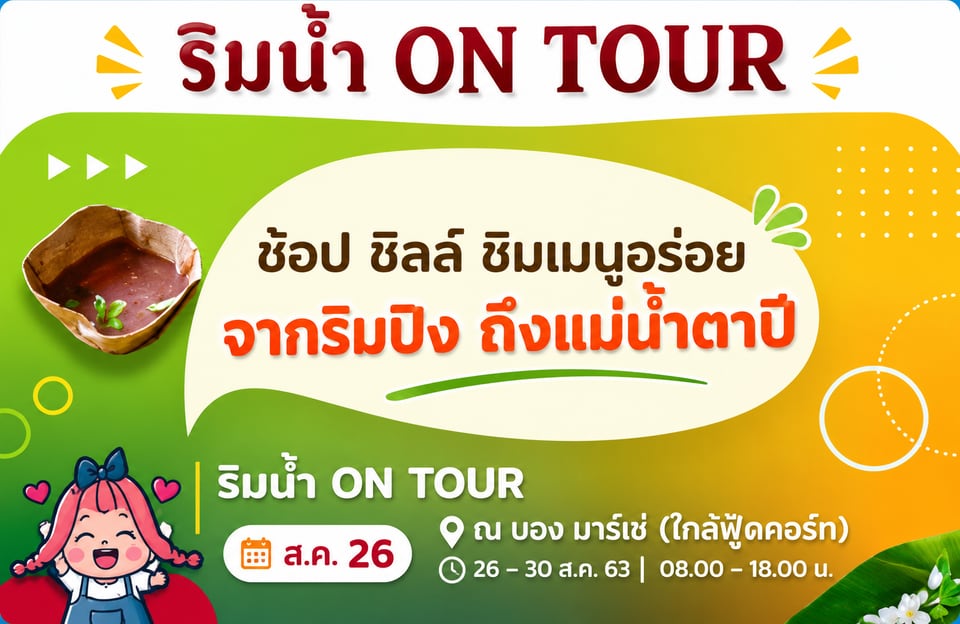 ริมน้ำ ON TOUR
ช้อป ชิลล์ ชิมเมนูอร่อย
จากริมปิง ถึงแม่น้ำตาปี
ริมน้ำ ON TOUR
ส.ค. 26
ณ บอง มาร์เช่ (ใกล้ฟู้ดคอร์ท)
26 – 30 ส.ค. 63 | 08.00 – 18.00 น.